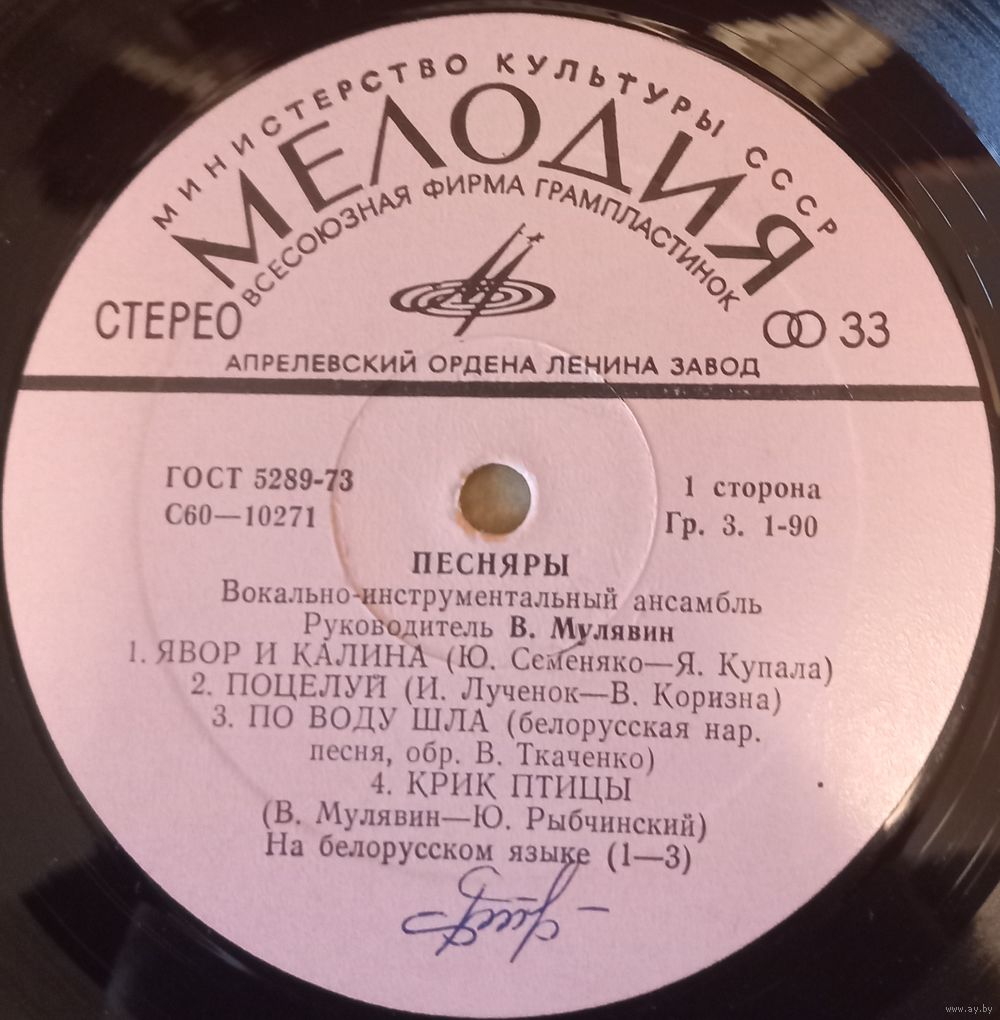 МИНИСТЕРСТВО КУЛЬТУРЫ СССР
МЕЛОДИЯ
ВСЕСОЮЗНАЯ ФИРМА ГРАМПЛАСТИНОК
СТЕРЕО
33
АПРЕЛЕВСКИЙ ОРДЕНА ЛЕНИНА ЗАВОД
ГОСТ 5289-73
1 сторона
С60—10271
Гр. 3. 1-90
ПЕСНЯРЫ
Вокально-инструментальный ансамбль
Руководитель В. Мулявин
1. ЯВОР И КАЛИНА (Ю. Семеняко—Я. Купала)
2. ПОЦЕЛУЙ (И. Лученок—В. Коризна)
3. ПО ВОДУ ШЛА (белорусская нар.
песня, обр. В. Ткаченко)
4. КРИК ПТИЦЫ
(В. Мулявин—Ю. Рыбчинский)
На белорусском языке (1—3)
www.ay.by